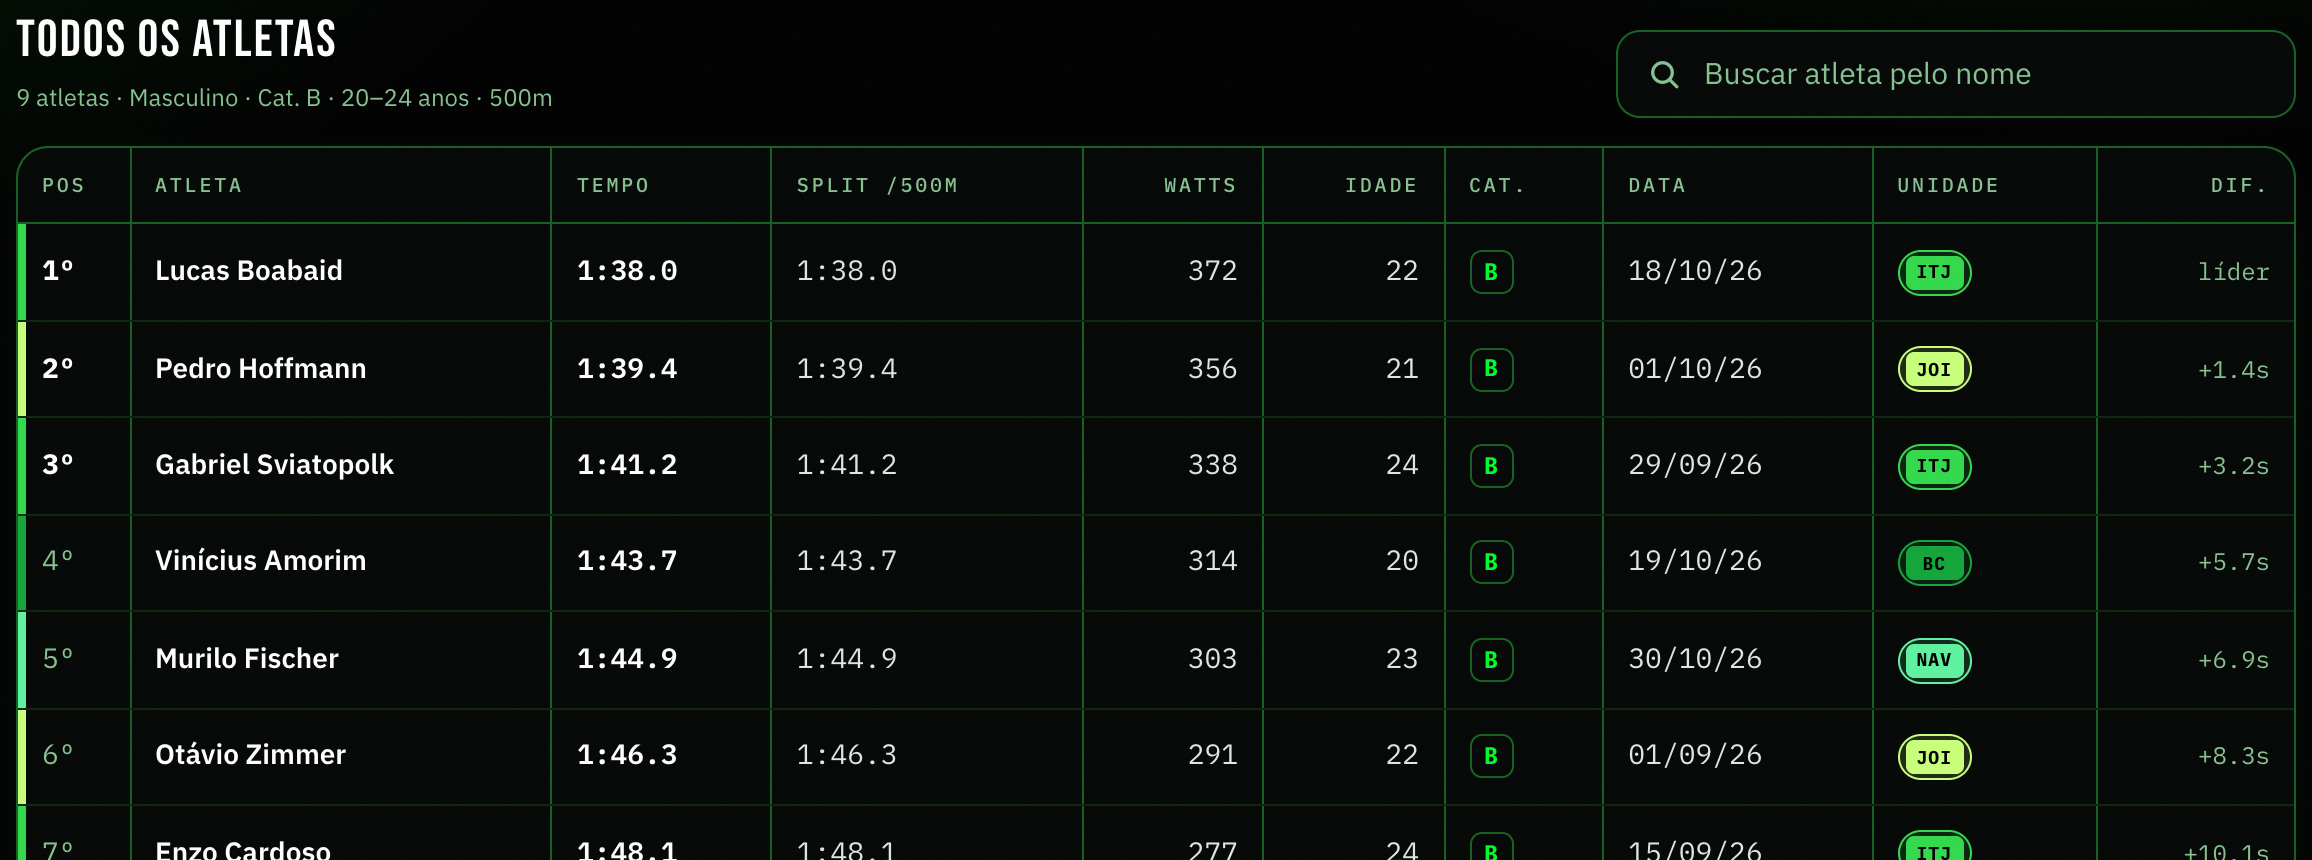 TODOS OS ATLETAS
9 atletas · Masculino · Cat. B · 20–24 anos · 500m
Buscar atleta pelo nome
POS ATLETA TEMPO SPLIT /500M WATTS IDADE CAT. DATA UNIDADE DIF.
1º Lucas Boabaid 1:38.0 1:38.0 372 22 B 18/10/26 ITJ líder
2º Pedro Hoffmann 1:39.4 1:39.4 356 21 B 01/10/26 JOI +1.4s
3º Gabriel Sviatopolk 1:41.2 1:41.2 338 24 B 29/09/26 ITJ +3.2s
4º Vinícius Amorim 1:43.7 1:43.7 314 20 B 19/10/26 BC +5.7s
5º Murilo Fischer 1:44.9 1:44.9 303 23 B 30/10/26 NAV +6.9s
6º Otávio Zimmer 1:46.3 1:46.3 291 22 B 01/09/26 JOI +8.3s
7º Enzo Cardoso 1:48.1 1:48.1 277 24 B 15/09/26 ITJ +10.1s